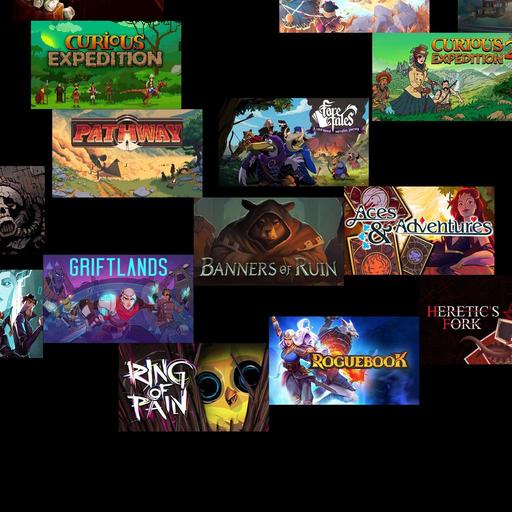 CURIOUS
EXPEDITION
CURIOUS
EXPEDITION 2
PATHWAY
Fore
Tales
Aces
& Adventures
BANNERS OF RUIN
GRIFTLANDS
HERETIC'S
FORK
ROGUEBOOK
RING
OF
PAIN